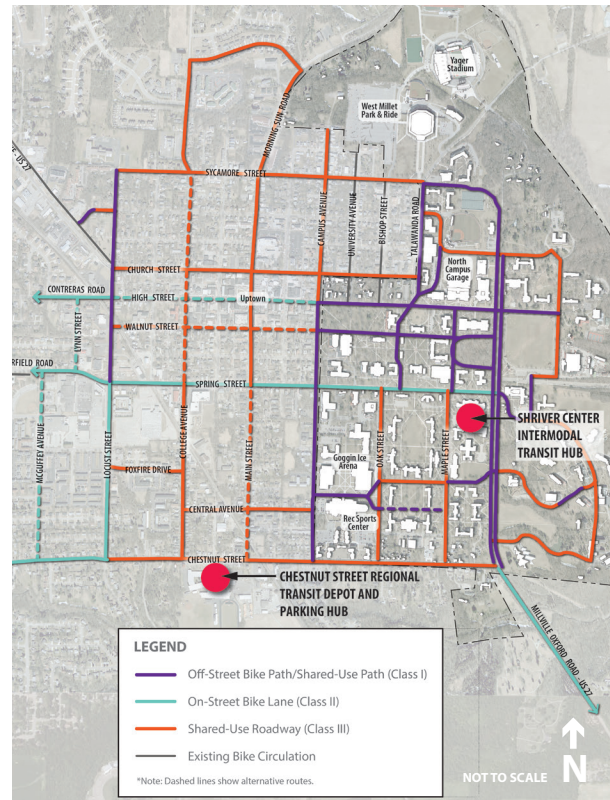 Yager
Stadium
West Millet
Park & Ride
MORNING SUN ROAD
SYCAMORE STREET
CAMPUS AVENUE
UNIVERSITY AVENUE
BISHOP STREET
TALAWANDA ROAD
- US 27
North
Campus
Garage
CHURCH STREET
CONTRERAS ROAD
HIGH STREET
Uptown
LYNN STREET
WALNUT STREET
RFIELD ROAD
SPRING STREET
MCGUFFEY AVENUE
LOCUST STREET
COLLEGE AVENUE
MAIN STREET
OAK STREET
MAPLE STREET
SHRIVER CENTER
INTERMODAL
TRANSIT HUB
Goggin Ice
Arena
FOXFIRE DRIVE
CENTRAL AVENUE
Rec Sports
Center
CHESTNUT STREET
CHESTNUT STREET REGIONAL
TRANSIT DEPOT AND
PARKING HUB
MILLVILLE OXFORD ROAD - US 27
LEGEND
Off-Street Bike Path/Shared-Use Path (Class I)
On-Street Bike Lane (Class II)
Shared-Use Roadway (Class III)
Existing Bike Circulation
*Note: Dashed lines show alternative routes.
NOT TO SCALE
N